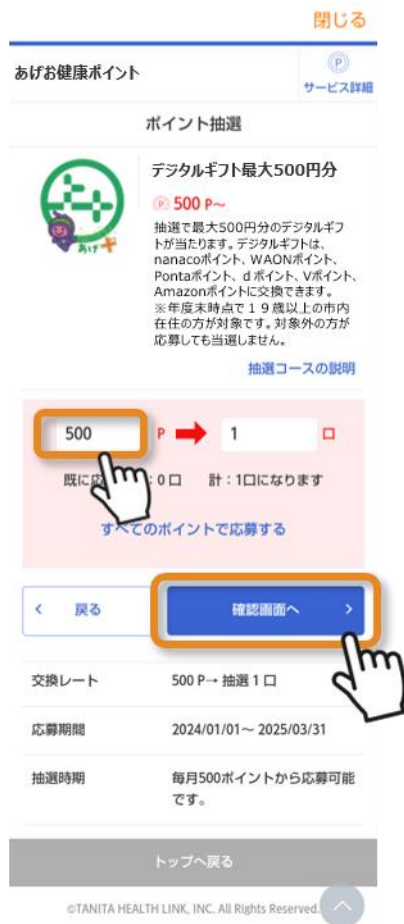 閉じる
あげお健康ポイント
P
サービス詳細
ポイント抽選
デジタルギフト最大500円分
P 500 P~
抽選で最大500円分のデジタルギフ
トが当たります。デジタルギフトは、
nanacoポイント、WAONポイント、
Pontaポイント、dポイント、Vポイント、
Amazonポイントに交換できます。
※年度末時点で19歳以上の市内
在住の方が対象です。対象外の方が
応募しても当選しません。
抽選コースの説明
500 P 1 口
既に : 0口 計:1口になります
すべてのポイントで応募する
< 戻る
確認画面へ >
交換レート 500 P→ 抽選1口
応募期間 2024/01/01~ 2025/03/31
抽選時期 毎月500ポイントから応募可能
です。
トップへ戻る
©TANITA HEALTH LINK, INC. All Rights Reserved.